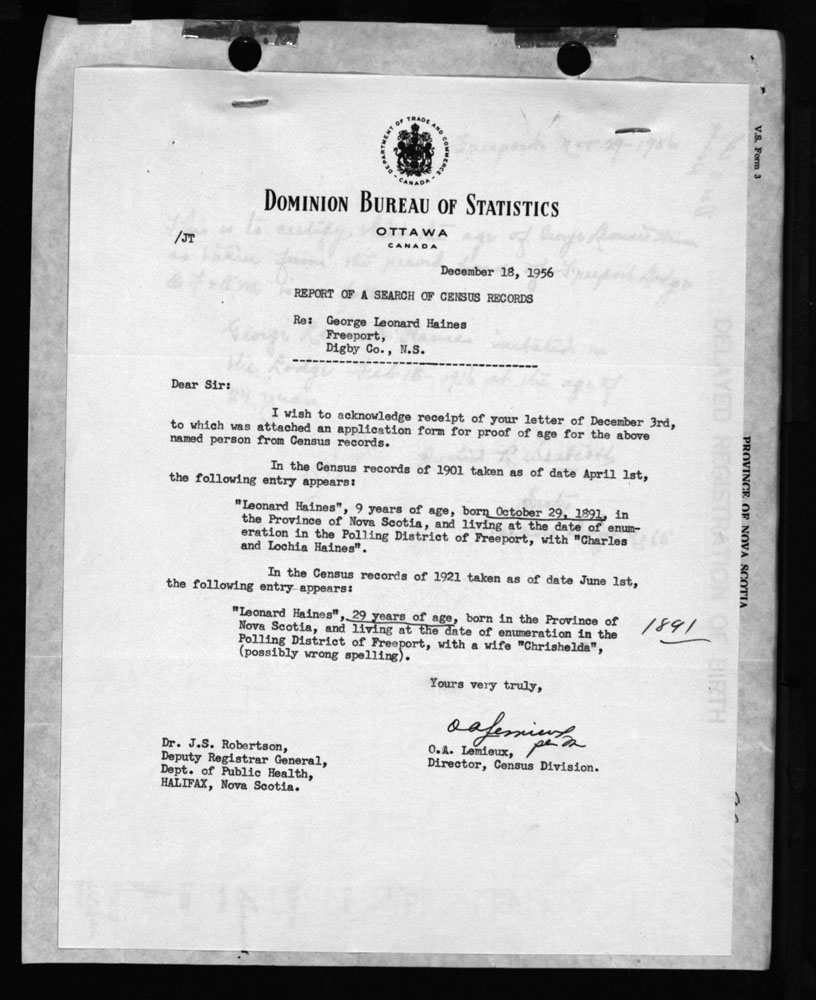 DEPARTMENT OF TRADE AND COMMERCE
- CANADA -
DOMINION BUREAU OF STATISTICS
OTTAWA
CANADA
/JT
December 18, 1956
REPORT OF A SEARCH OF CENSUS RECORDS
Re: George Leonard Haines
Freeport,
Digby Co., N.S.
Dear Sir:
I wish to acknowledge receipt of your letter of December 3rd,
to which was attached an application form for proof of age for the above
named person from Census records.
In the Census records of 1901 taken as of date April 1st,
the following entry appears:
"Leonard Haines", 9 years of age, born October 29, 1891, in
the Province of Nova Scotia, and living at the date of enum-
eration in the Polling District of Freeport, with "Charles
and Lochia Haines".
In the Census records of 1921 taken as of date June 1st,
the following entry appears:
"Leonard Haines", 29 years of age, born in the Province of
Nova Scotia, and living at the date of enumeration in the
Polling District of Freeport, with a wife "Chrishelda",
(possibly wrong spelling).
1891
Yours very truly,
O A Lemieux
per
O.A. Lemieux,
Director, Census Division.
Dr. J.S. Robertson,
Deputy Registrar General,
Dept. of Public Health,
HALIFAX, Nova Scotia.
V.S. Form 3
PROVINCE OF NOVA SCOTIA
DELAYED REGISTRATION OF BIRTH